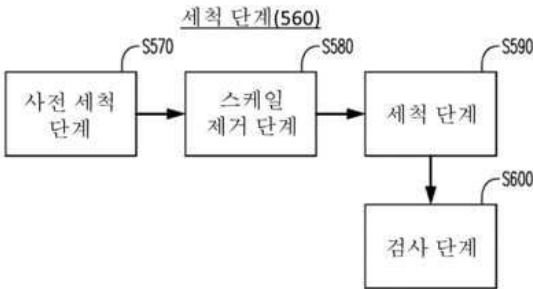 세척 단계(560)
S570
S580
S590
사전 세척
단계
스케일
제거 단계
세척 단계
S600
검사 단계